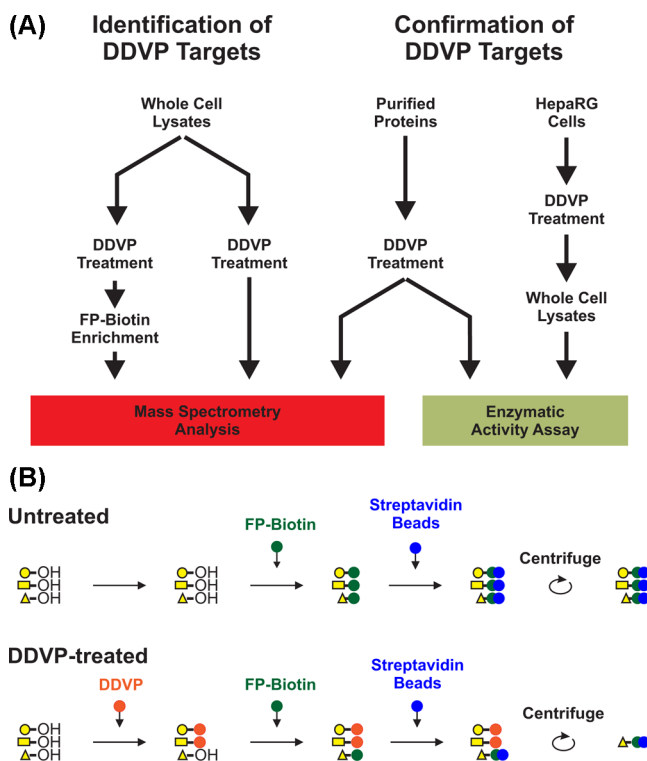 (A)
Identification of
DDVP Targets
Confirmation of
DDVP Targets
Whole Cell
Lysates
Purified
Proteins
HepaRG
Cells
DDVP
Treatment
DDVP
Treatment
DDVP
Treatment
DDVP
Treatment
FP-Biotin
Enrichment
Whole Cell
Lysates
Mass Spectrometry
Analysis
Enzymatic
Activity Assay
(B)
Untreated
FP-Biotin
Streptavidin
Beads
Centrifuge
OH
OH
OH
OH
OH
OH
DDVP-treated
DDVP
FP-Biotin
Streptavidin
Beads
Centrifuge
OH
OH
OH
OH